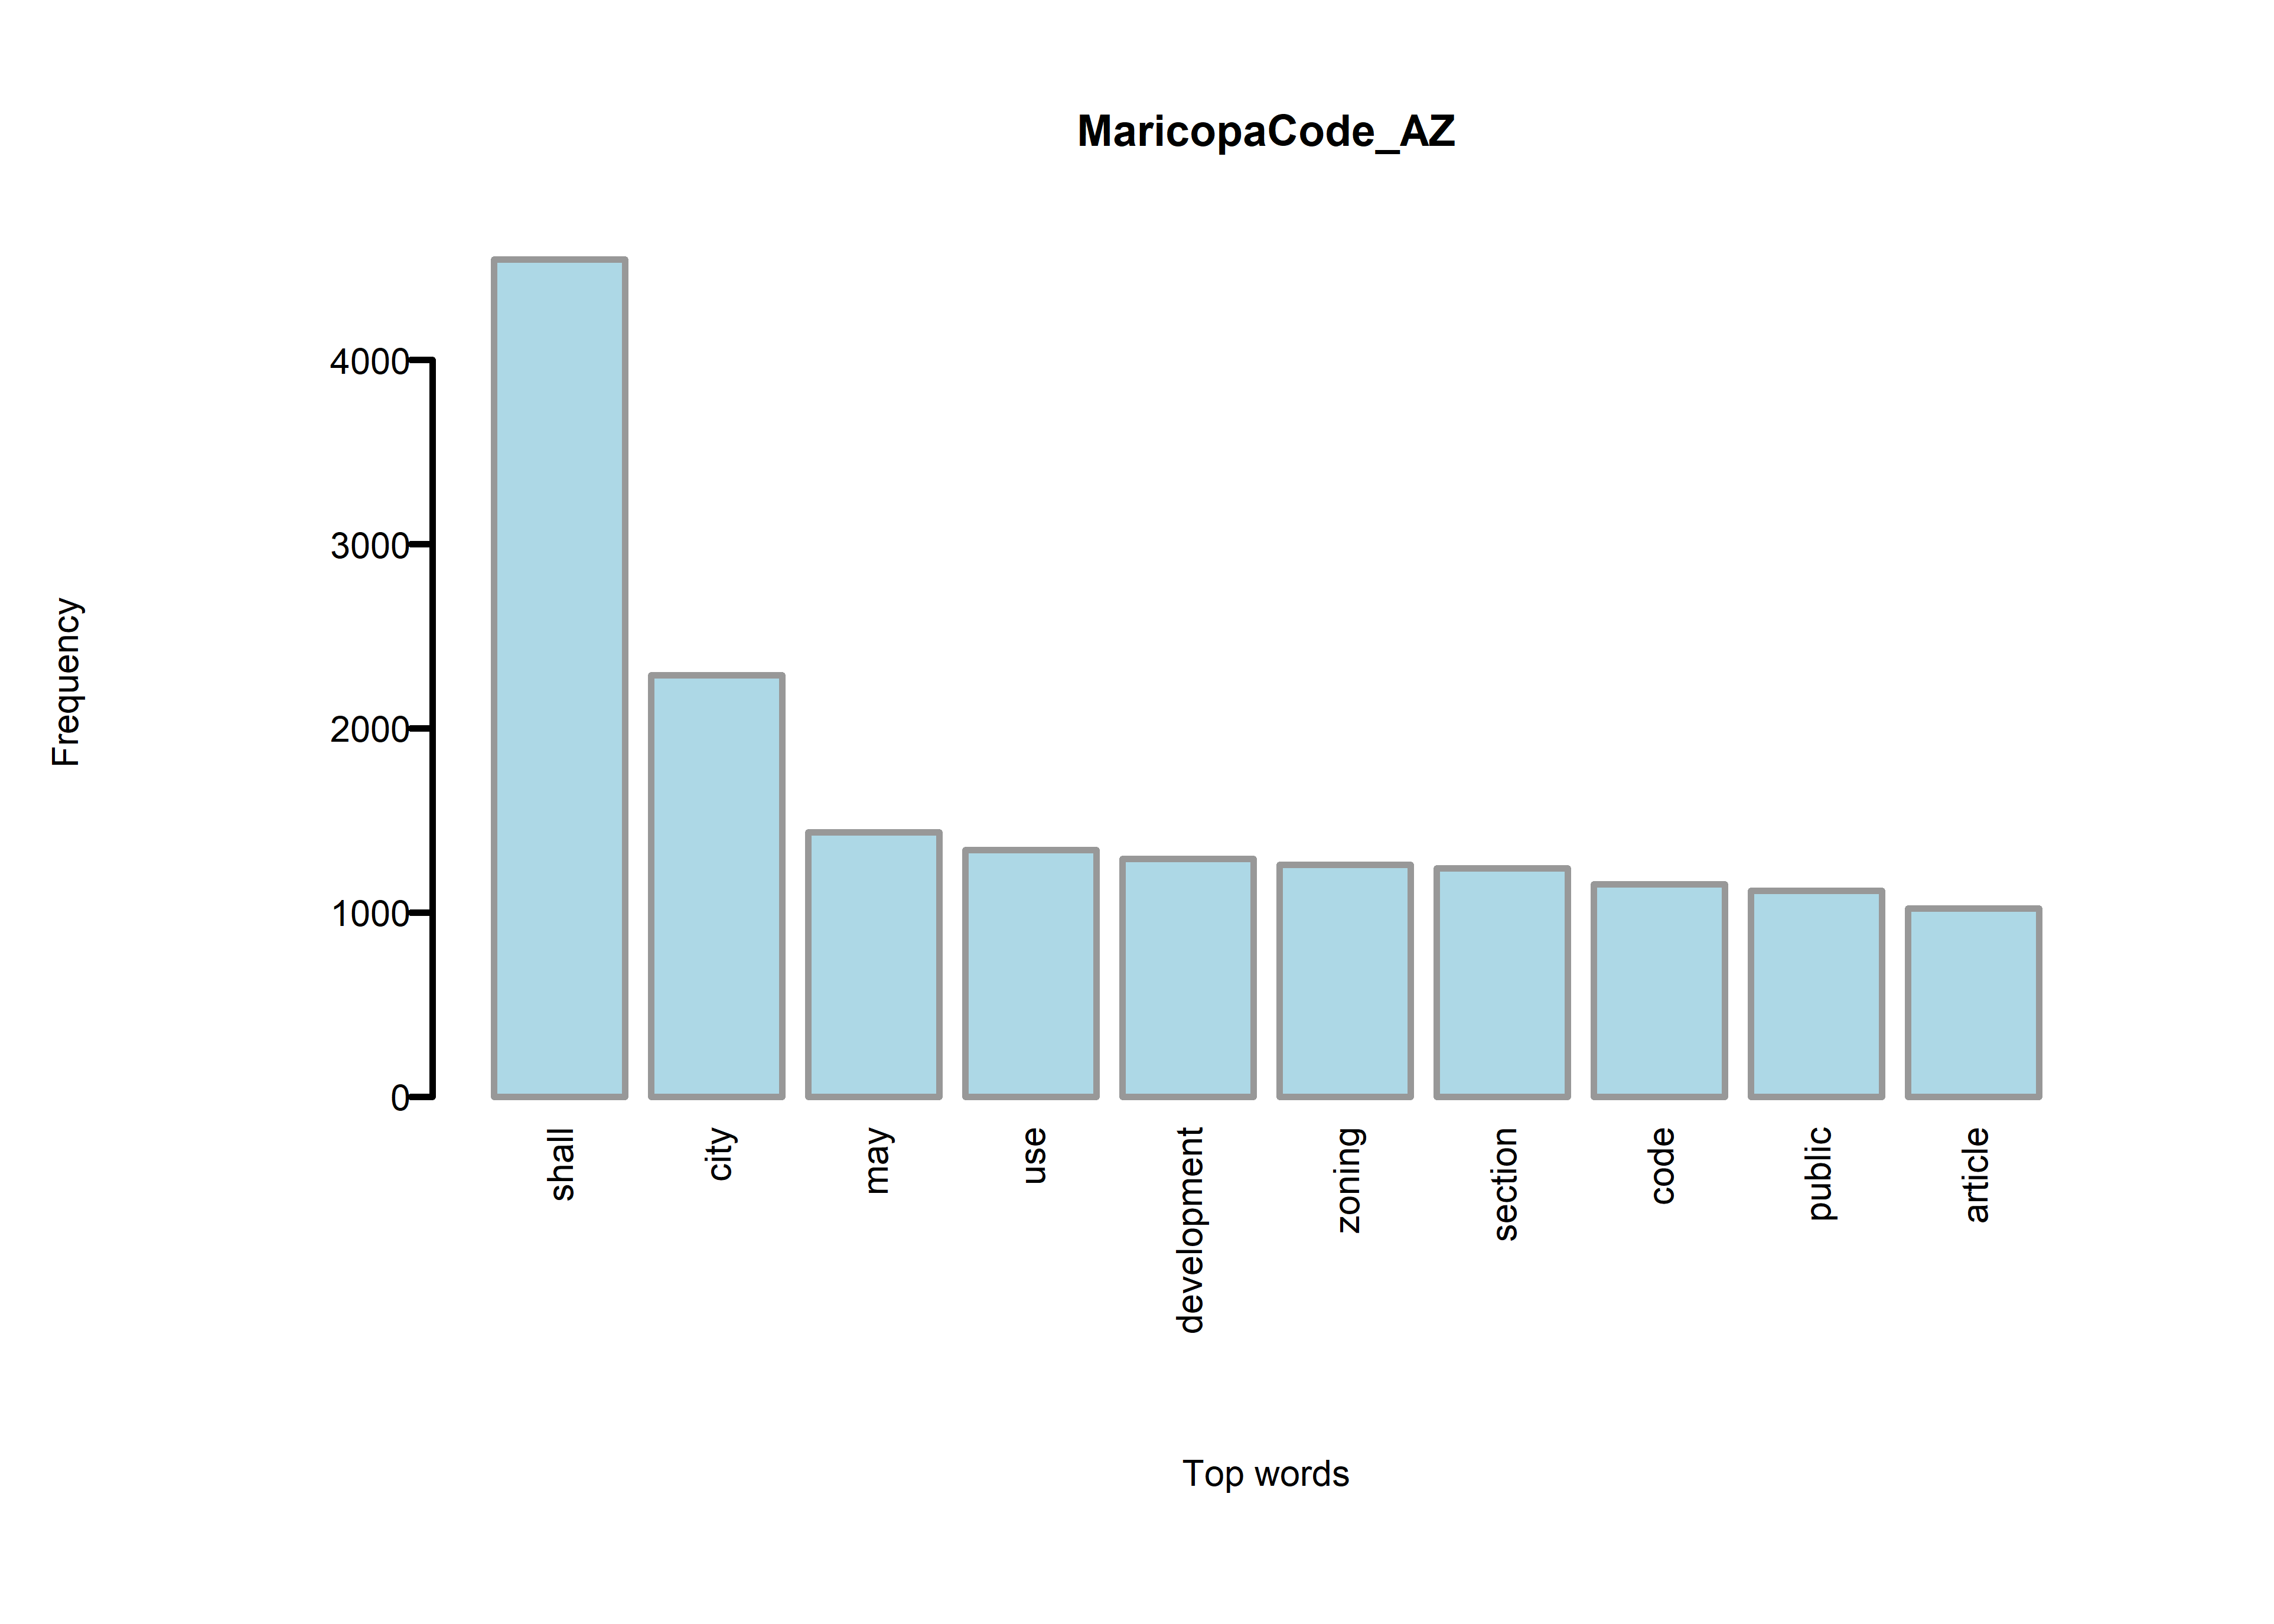 MaricopaCode_AZ
Frequency
4000
3000
2000
1000
0
shall
city
may
use
development
zoning
section
code
public
article
Top words